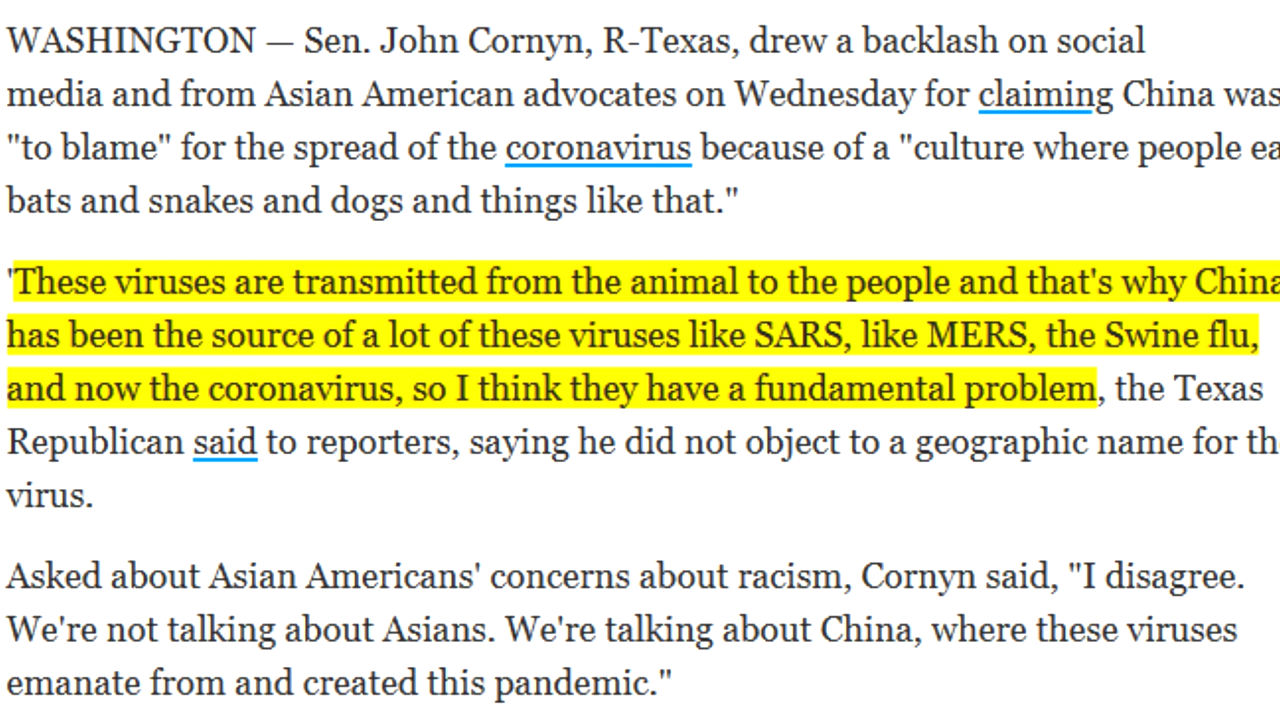 WASHINGTON — Sen. John Cornyn, R-Texas, drew a backlash on social
media and from Asian American advocates on Wednesday for claiming China was
"to blame" for the spread of the coronavirus because of a "culture where people ea
bats and snakes and dogs and things like that."
'These viruses are transmitted from the animal to the people and that's why China
has been the source of a lot of these viruses like SARS, like MERS, the Swine flu,
and now the coronavirus, so I think they have a fundamental problem, the Texas
Republican said to reporters, saying he did not object to a geographic name for the
virus.
Asked about Asian Americans' concerns about racism, Cornyn said, "I disagree.
We're not talking about Asians. We're talking about China, where these viruses
emanate from and created this pandemic."